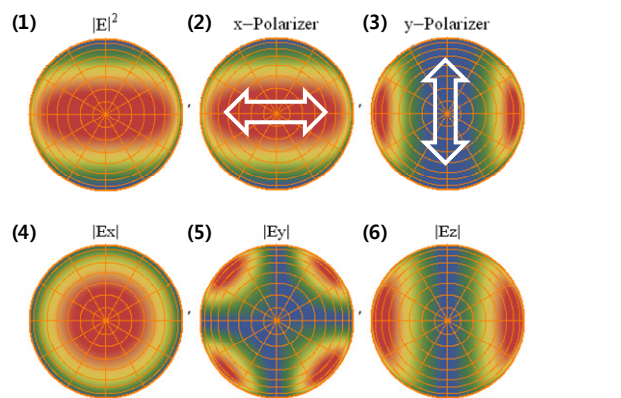 (1) |E|² (2) x−Polarizer (3) y−Polarizer
, ,
(4) |Ex| (5) |Ey| (6) |Ez|
, ,